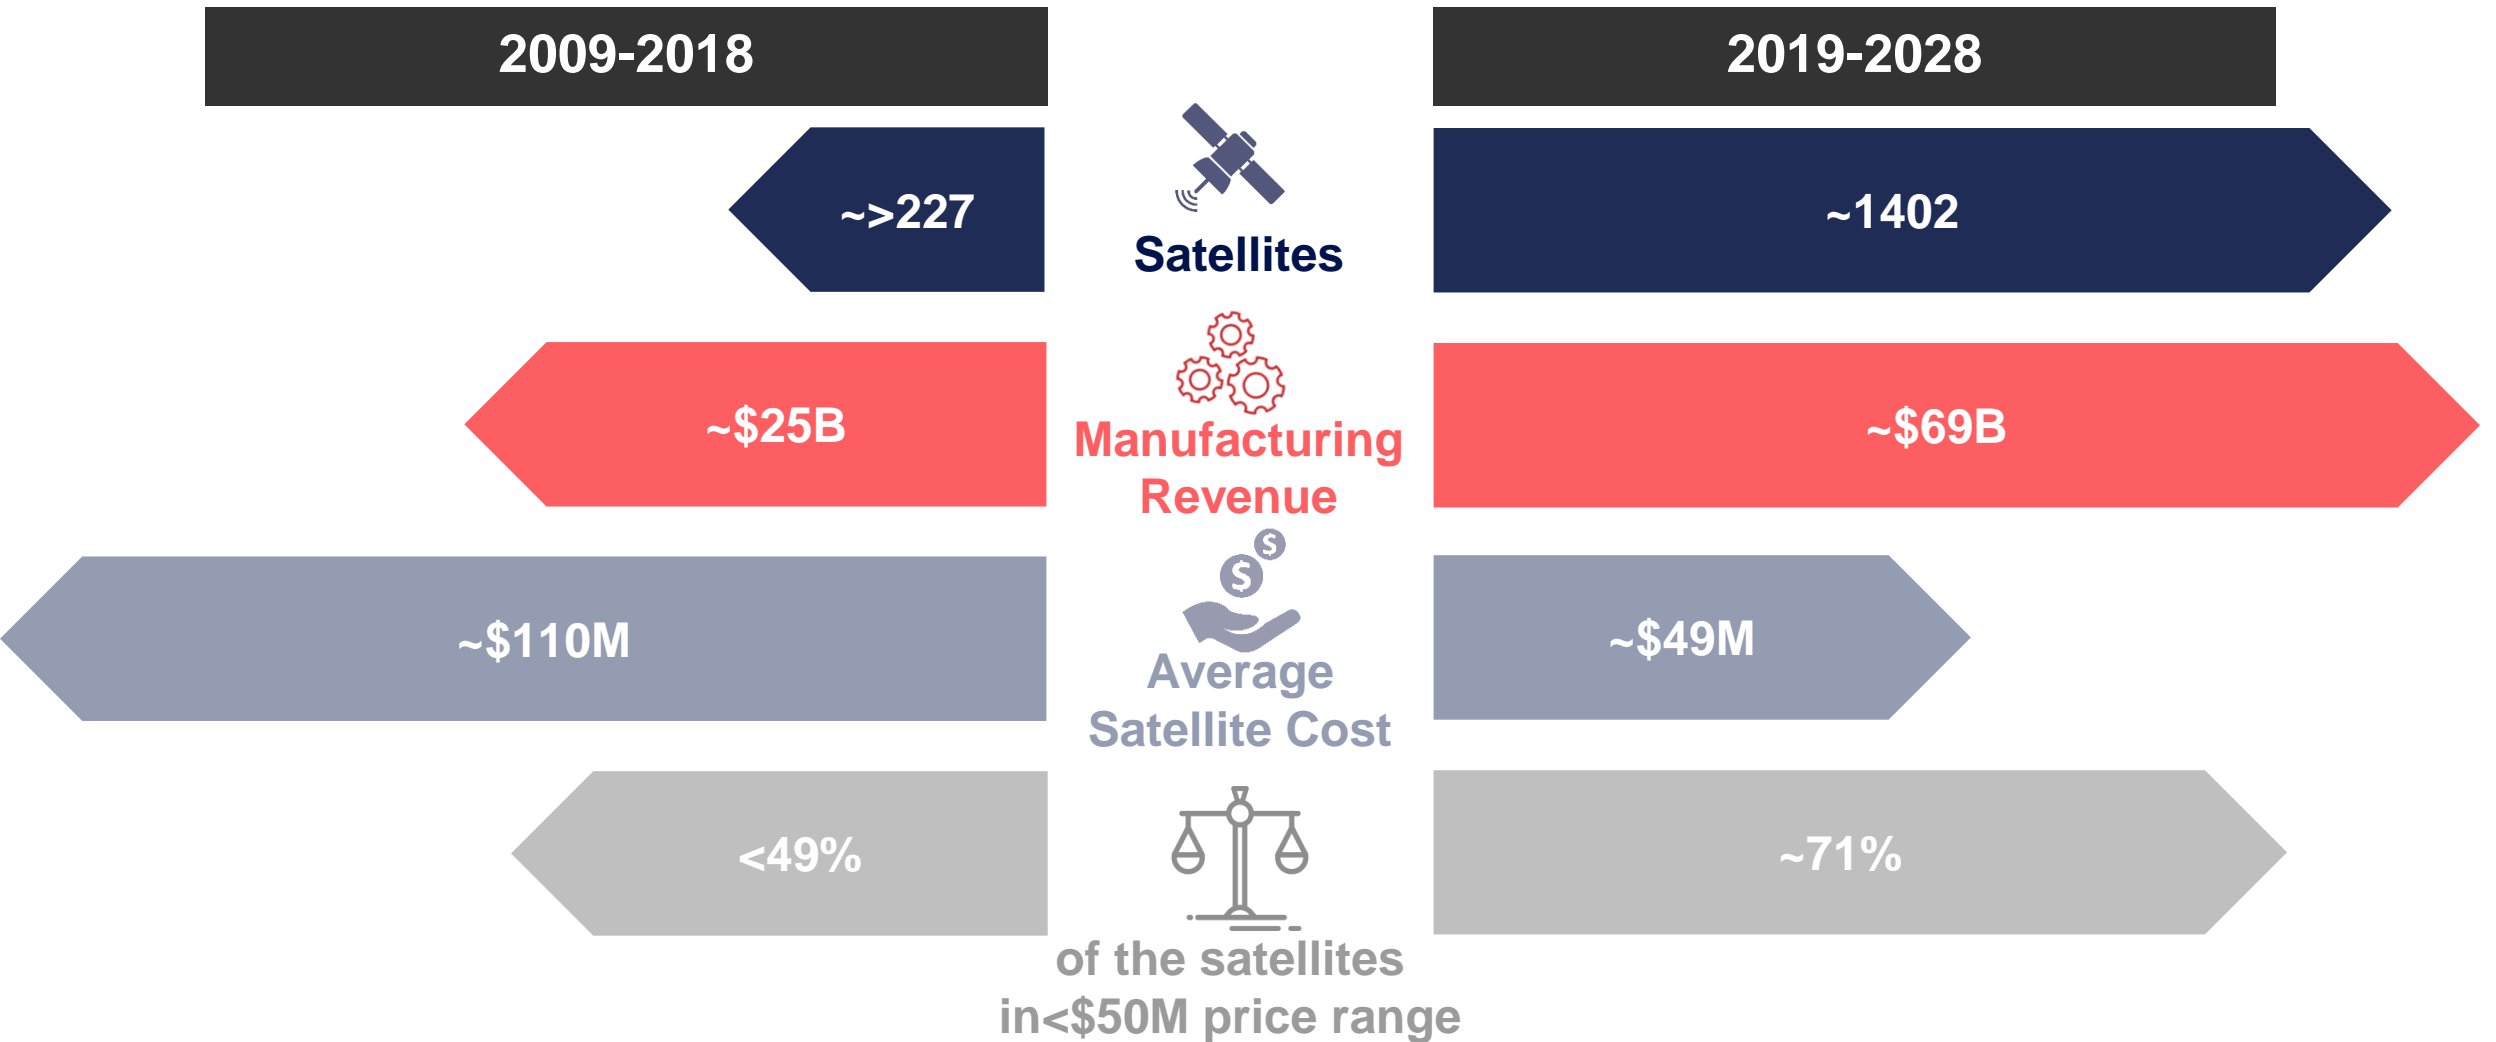 2009-2018
2019-2028
~>227
Satellites
~1402
~$25B
Manufacturing
Revenue
~$69B
~$110M
Average
Satellite Cost
~$49M
<49%
of the satellites
in<$50M price range
~71%